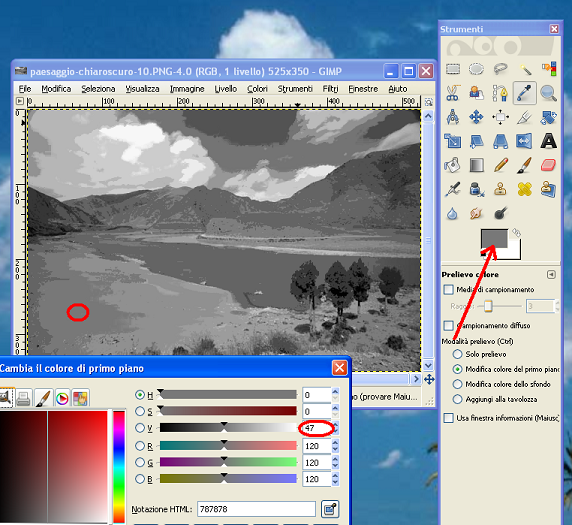 Strumenti
paesaggio-chiaroscuro-10.PNG-4.0 (RGB, 1 livello) 525x350 - GIMP
File Modifica Seleziona Visualizza Immagine Livello Colori Strumenti Filtri Finestre Aiuto
0 100 200 300 400 500
0
100
200
300
Prelievo colore
Media di campionamento
3
Campionamento diffuso
Modalità prelievo (Ctrl)
Solo prelievo
Modifica colore del primo piano
Modifica colore dello sfondo
Aggiungi alla tavolozza
Usa finestra informazioni (Maiusc)
(provare Maiu...
Cambia il colore di primo piano
H 0
S 0
V 47
R 120
G 120
B 120
Notazione HTML: 787878